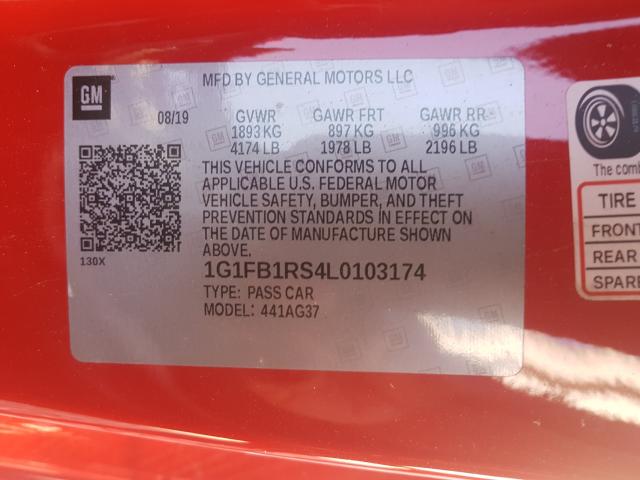 GM
MFD BY GENERAL MOTORS LLC
08/19
GVWR GAWR FRT GAWR RR
1893 KG 897 KG 996 KG
4174 LB 1978 LB 2196 LB
THIS VEHICLE CONFORMS TO ALL
APPLICABLE U.S. FEDERAL MOTOR
VEHICLE SAFETY, BUMPER, AND THEFT
PREVENTION STANDARDS IN EFFECT ON
THE DATE OF MANUFACTURE SHOWN
ABOVE.
130X
1G1FB1RS4L0103174
TYPE: PASS CAR
MODEL: 441AG37
The
TIRE
FRONT
REAR
SPARE